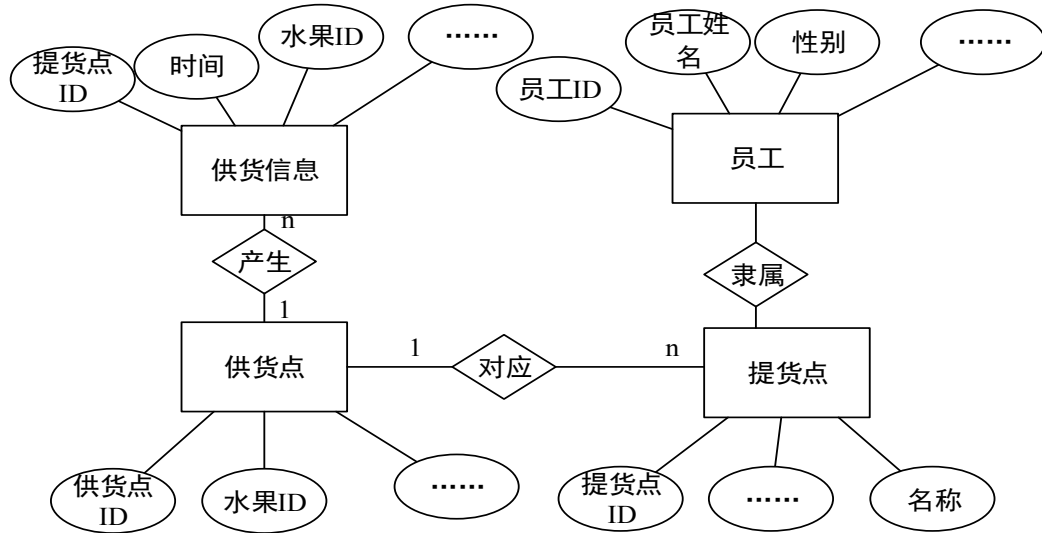 水果ID
……
员工姓
名
性别
……
提货点
ID
时间
员工ID
供货信息
员工
n
产生
隶属
1
供货点
1
对应
n
提货点
供货点
ID
水果ID
……
提货点
ID
……
名称